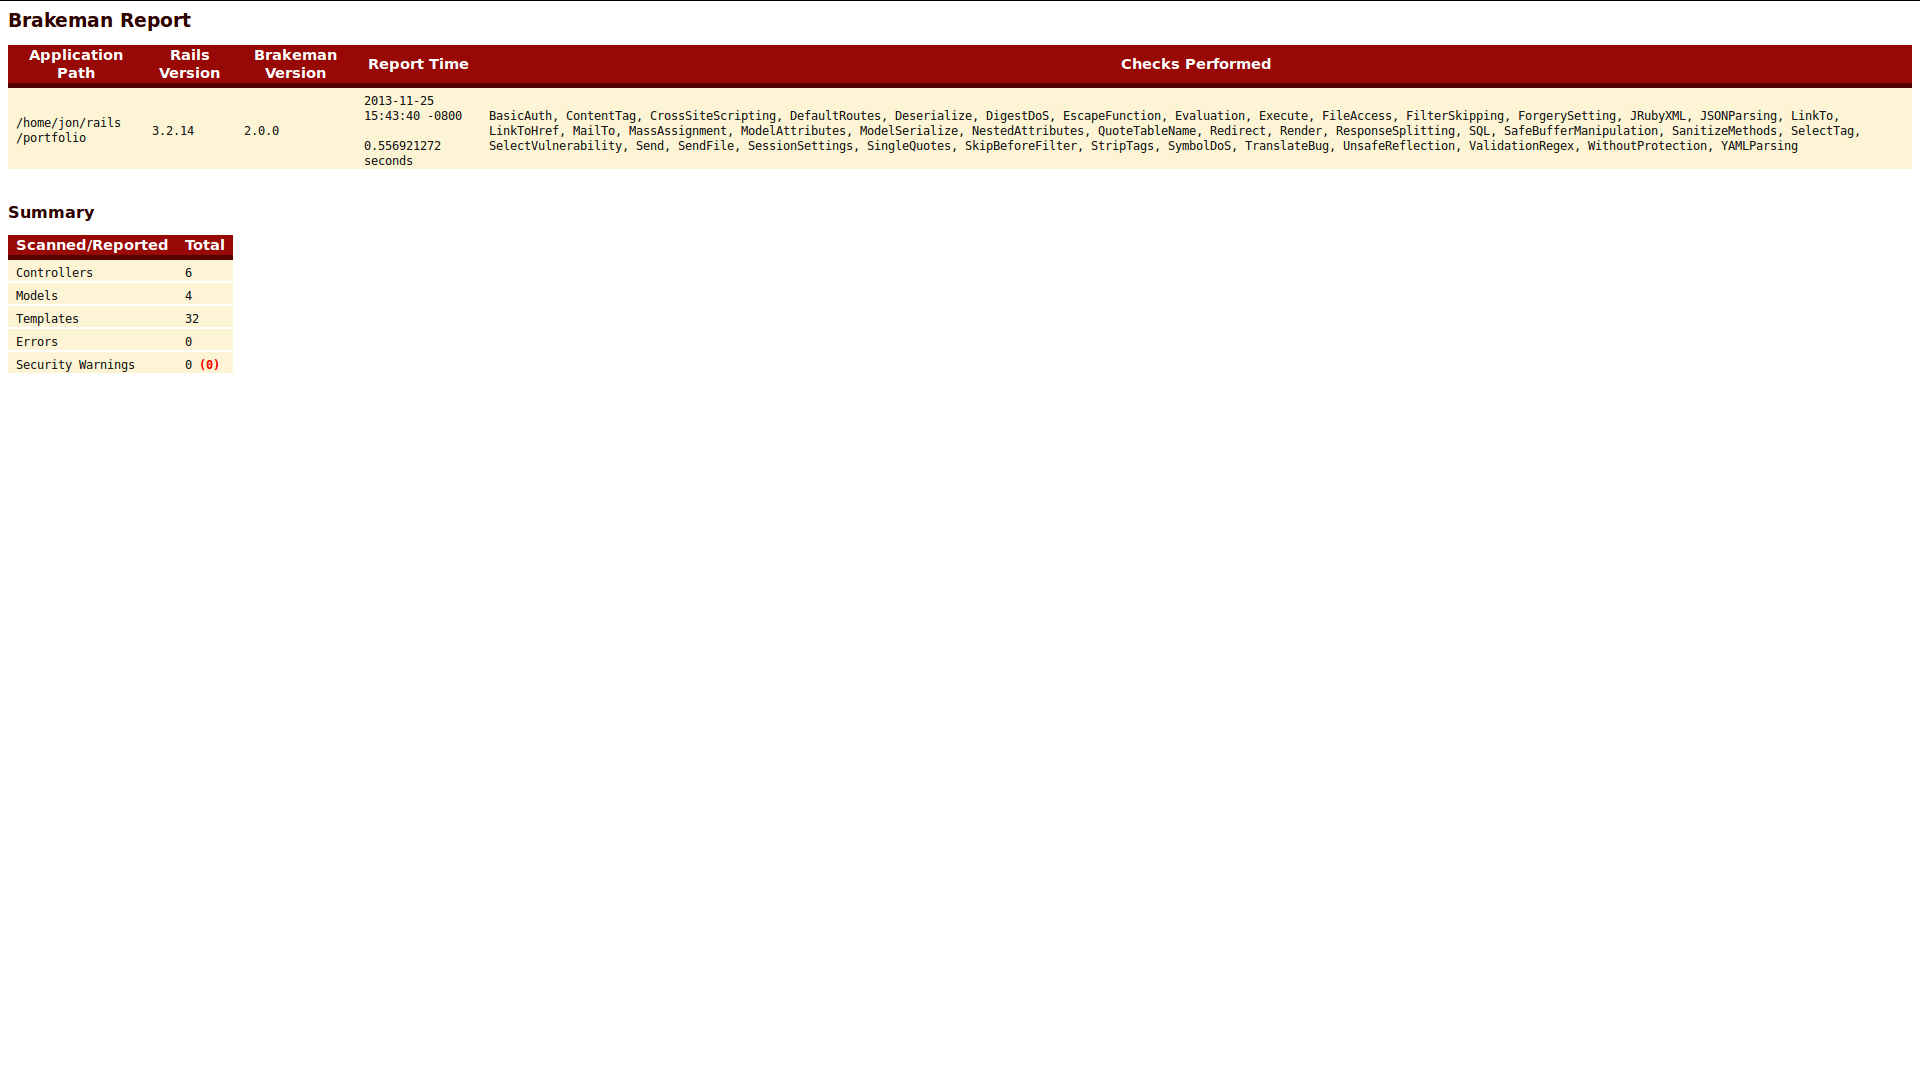 Brakeman Report
Application Path
Rails Version
Brakeman Version
Report Time
Checks Performed
/home/jon/rails
/portfolio
3.2.14
2.0.0
2013-11-25
15:43:40 -0800
0.556921272
seconds
BasicAuth, ContentTag, CrossSiteScripting, DefaultRoutes, Deserialize, DigestDoS, EscapeFunction, Evaluation, Execute, FileAccess, FilterSkipping, ForgerySetting, JRubyXML, JSONParsing, LinkTo,
LinkToHref, MailTo, MassAssignment, ModelAttributes, ModelSerialize, NestedAttributes, QuoteTableName, Redirect, Render, ResponseSplitting, SQL, SafeBufferManipulation, SanitizeMethods, SelectTag,
SelectVulnerability, Send, SendFile, SessionSettings, SingleQuotes, SkipBeforeFilter, StripTags, SymbolDoS, TranslateBug, UnsafeReflection, ValidationRegex, WithoutProtection, YAMLParsing
Summary
Scanned/Reported Total
Controllers 6
Models 4
Templates 32
Errors 0
Security Warnings 0 (0)